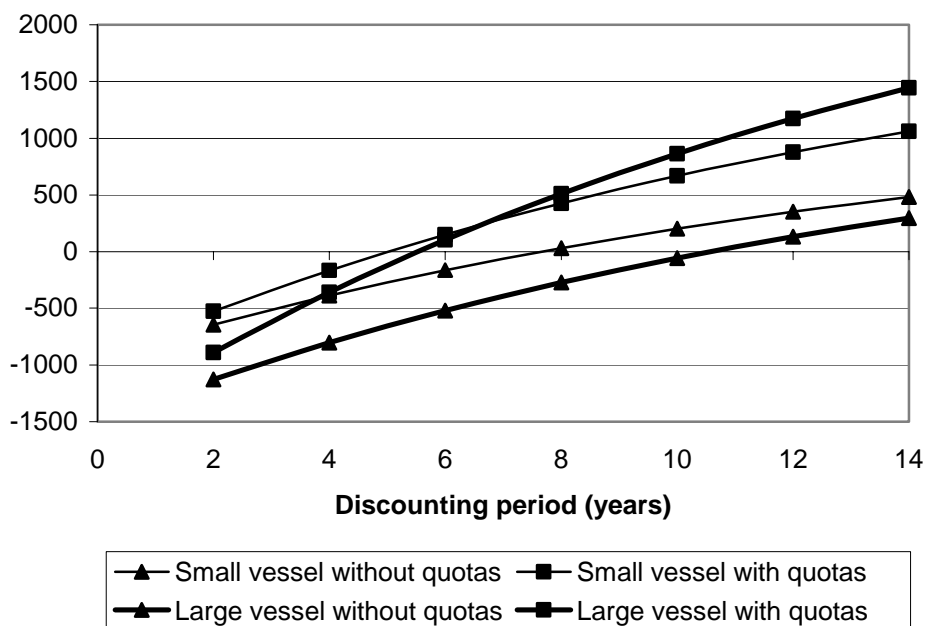 2000
1500
1000
500
0
-500
-1000
-1500
0 2 4 6 8 10 12 14
Discounting period (years)
Small vessel without quotas Small vessel with quotas
Large vessel without quotas Large vessel with quotas